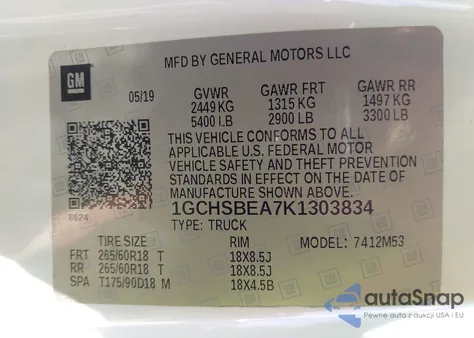 MFD BY GENERAL MOTORS LLC
GM
05/19
GVWR GAWR FRT GAWR RR
2449 KG 1315 KG 1497 KG
5400 LB 2900 LB 3300 LB
THIS VEHICLE CONFORMS TO ALL
APPLICABLE U.S. FEDERAL MOTOR
VEHICLE SAFETY AND THEFT PREVENTION
STANDARDS IN EFFECT ON THE DATE OF
MANUFACTURE SHOWN ABOVE.
8624
1GCHSBEA7K1303834
TYPE: TRUCK MODEL: 7412M53
TIRE SIZE RIM
FRT 265/60R18 T 18X8.5J
RR 265/60R18 T 18X8.5J
SPA T175/90D18 M 18X4.5B
autoSnap
Pewne auta z aukcji USA i EU